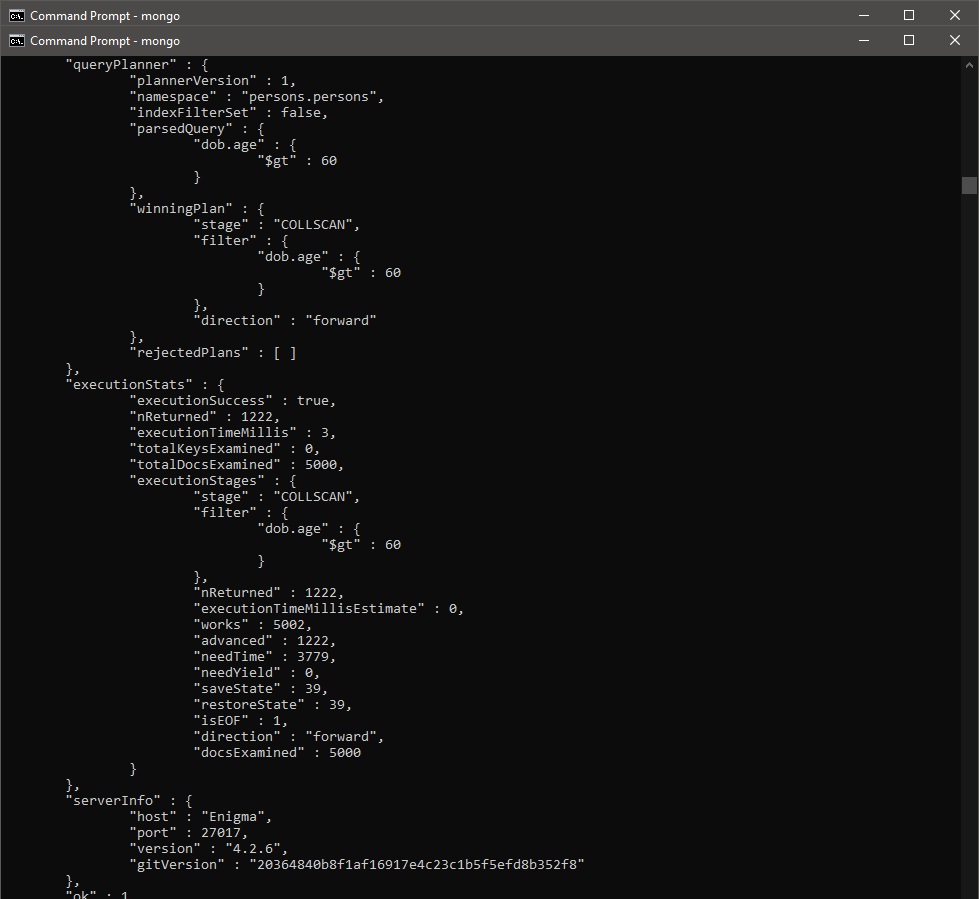 Command Prompt - mongo
Command Prompt - mongo
"queryPlanner" : {
"plannerVersion" : 1,
"namespace" : "persons.persons",
"indexFilterSet" : false,
"parsedQuery" : {
"dob.age" : {
"$gt" : 60
}
},
"winningPlan" : {
"stage" : "COLLSCAN",
"filter" : {
"dob.age" : {
"$gt" : 60
}
},
"direction" : "forward"
},
"rejectedPlans" : [ ]
},
"executionStats" : {
"executionSuccess" : true,
"nReturned" : 1222,
"executionTimeMillis" : 3,
"totalKeysExamined" : 0,
"totalDocsExamined" : 5000,
"executionStages" : {
"stage" : "COLLSCAN",
"filter" : {
"dob.age" : {
"$gt" : 60
}
},
"nReturned" : 1222,
"executionTimeMillisEstimate" : 0,
"works" : 5002,
"advanced" : 1222,
"needTime" : 3779,
"needYield" : 0,
"saveState" : 39,
"restoreState" : 39,
"isEOF" : 1,
"direction" : "forward",
"docsExamined" : 5000
}
},
"serverInfo" : {
"host" : "Enigma",
"port" : 27017,
"version" : "4.2.6",
"gitVersion" : "20364840b8f1af16917e4c23c1b5f5efd8b352f8"
},
"ok" : 1